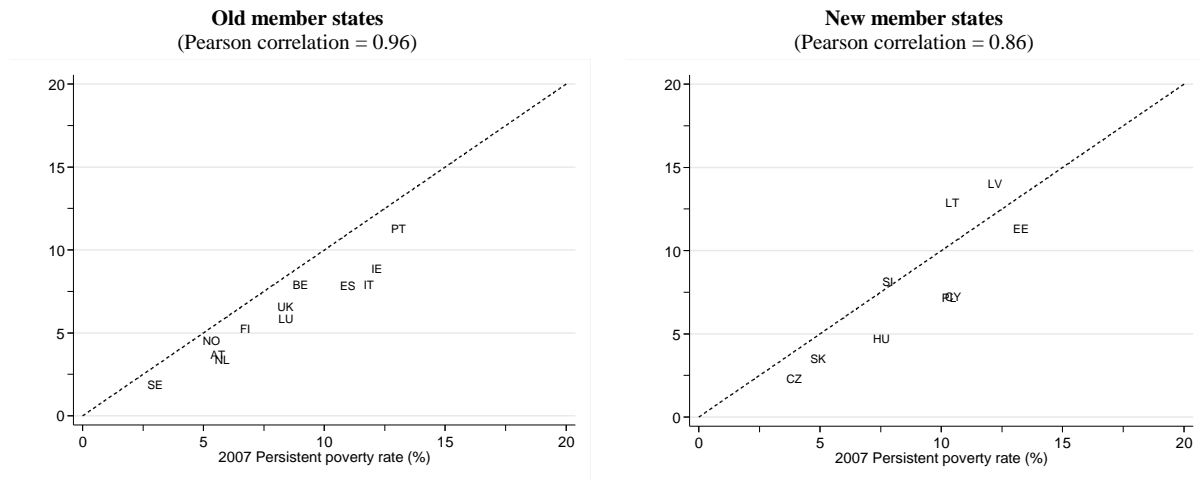 Old member states
(Pearson correlation = 0.96)
20
15
10
5
0
PT
IE
BE
ES
IT
UK
LU
FI
NO
AT
NL
SE
0
5
10
15
20
2007 Persistent poverty rate (%)
New member states
(Pearson correlation = 0.86)
20
15
10
5
0
LV
LT
EE
SI
PL
CY
HU
SK
CZ
0
5
10
15
20
2007 Persistent poverty rate (%)